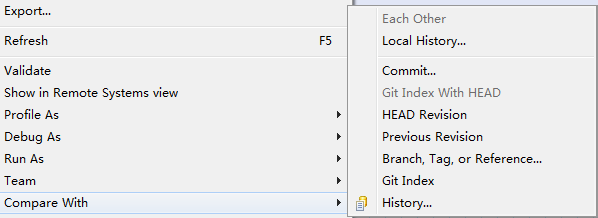 Export...
Refresh F5
Validate
Show in Remote Systems view
Profile As
Debug As
Run As
Team
Compare With
Each Other
Local History...
Commit...
Git Index With HEAD
HEAD Revision
Previous Revision
Branch, Tag, or Reference...
Git Index
History...